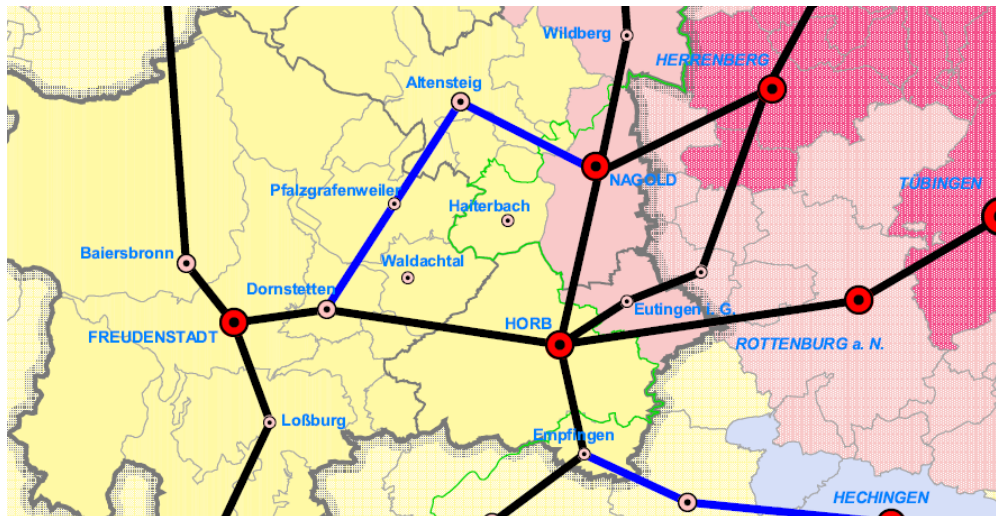 Wildberg
HERRENBERG
Altensteig
NAGOLD
TÜBINGEN
Pfalzgrafenweiler
Haiterbach
Baiersbronn
Waldachtal
Dornstetten
Eutingen i. G.
HORB
FREUDENSTADT
ROTTENBURG a. N.
Loßburg
Empfingen
HECHINGEN